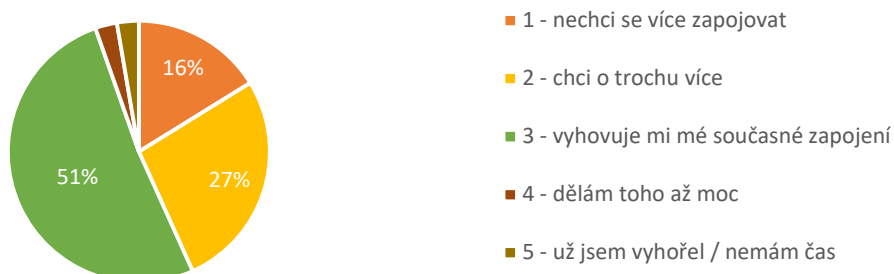 16%
27%
51%
1 - nechci se více zapojovat
2 - chci o trochu více
3 - vyhovuje mi mé současné zapojení
4 - dělám toho až moc
5 - už jsem vyhořel / nemám čas